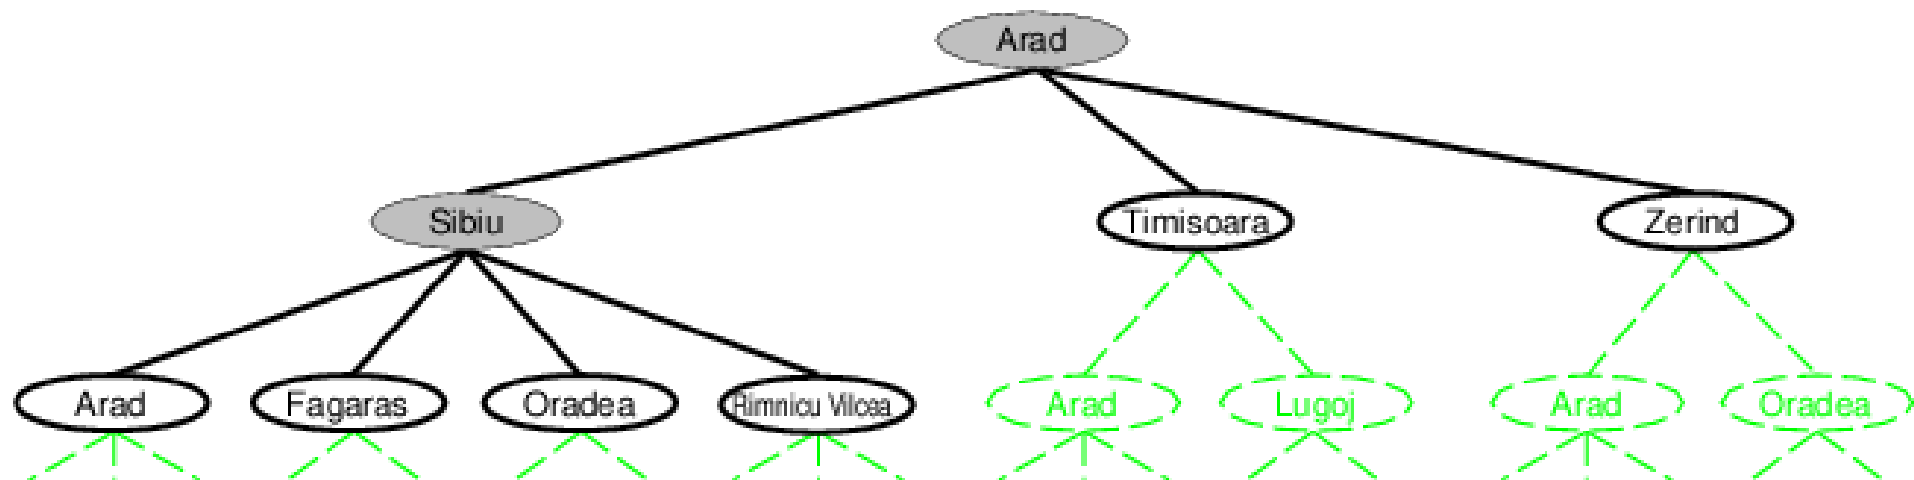 Arad
Sibiu
Timisoara
Zerind
Arad
Fagaras
Oradea
Rimnicu Vilcea
Arad
Lugoj
Arad
Oradea